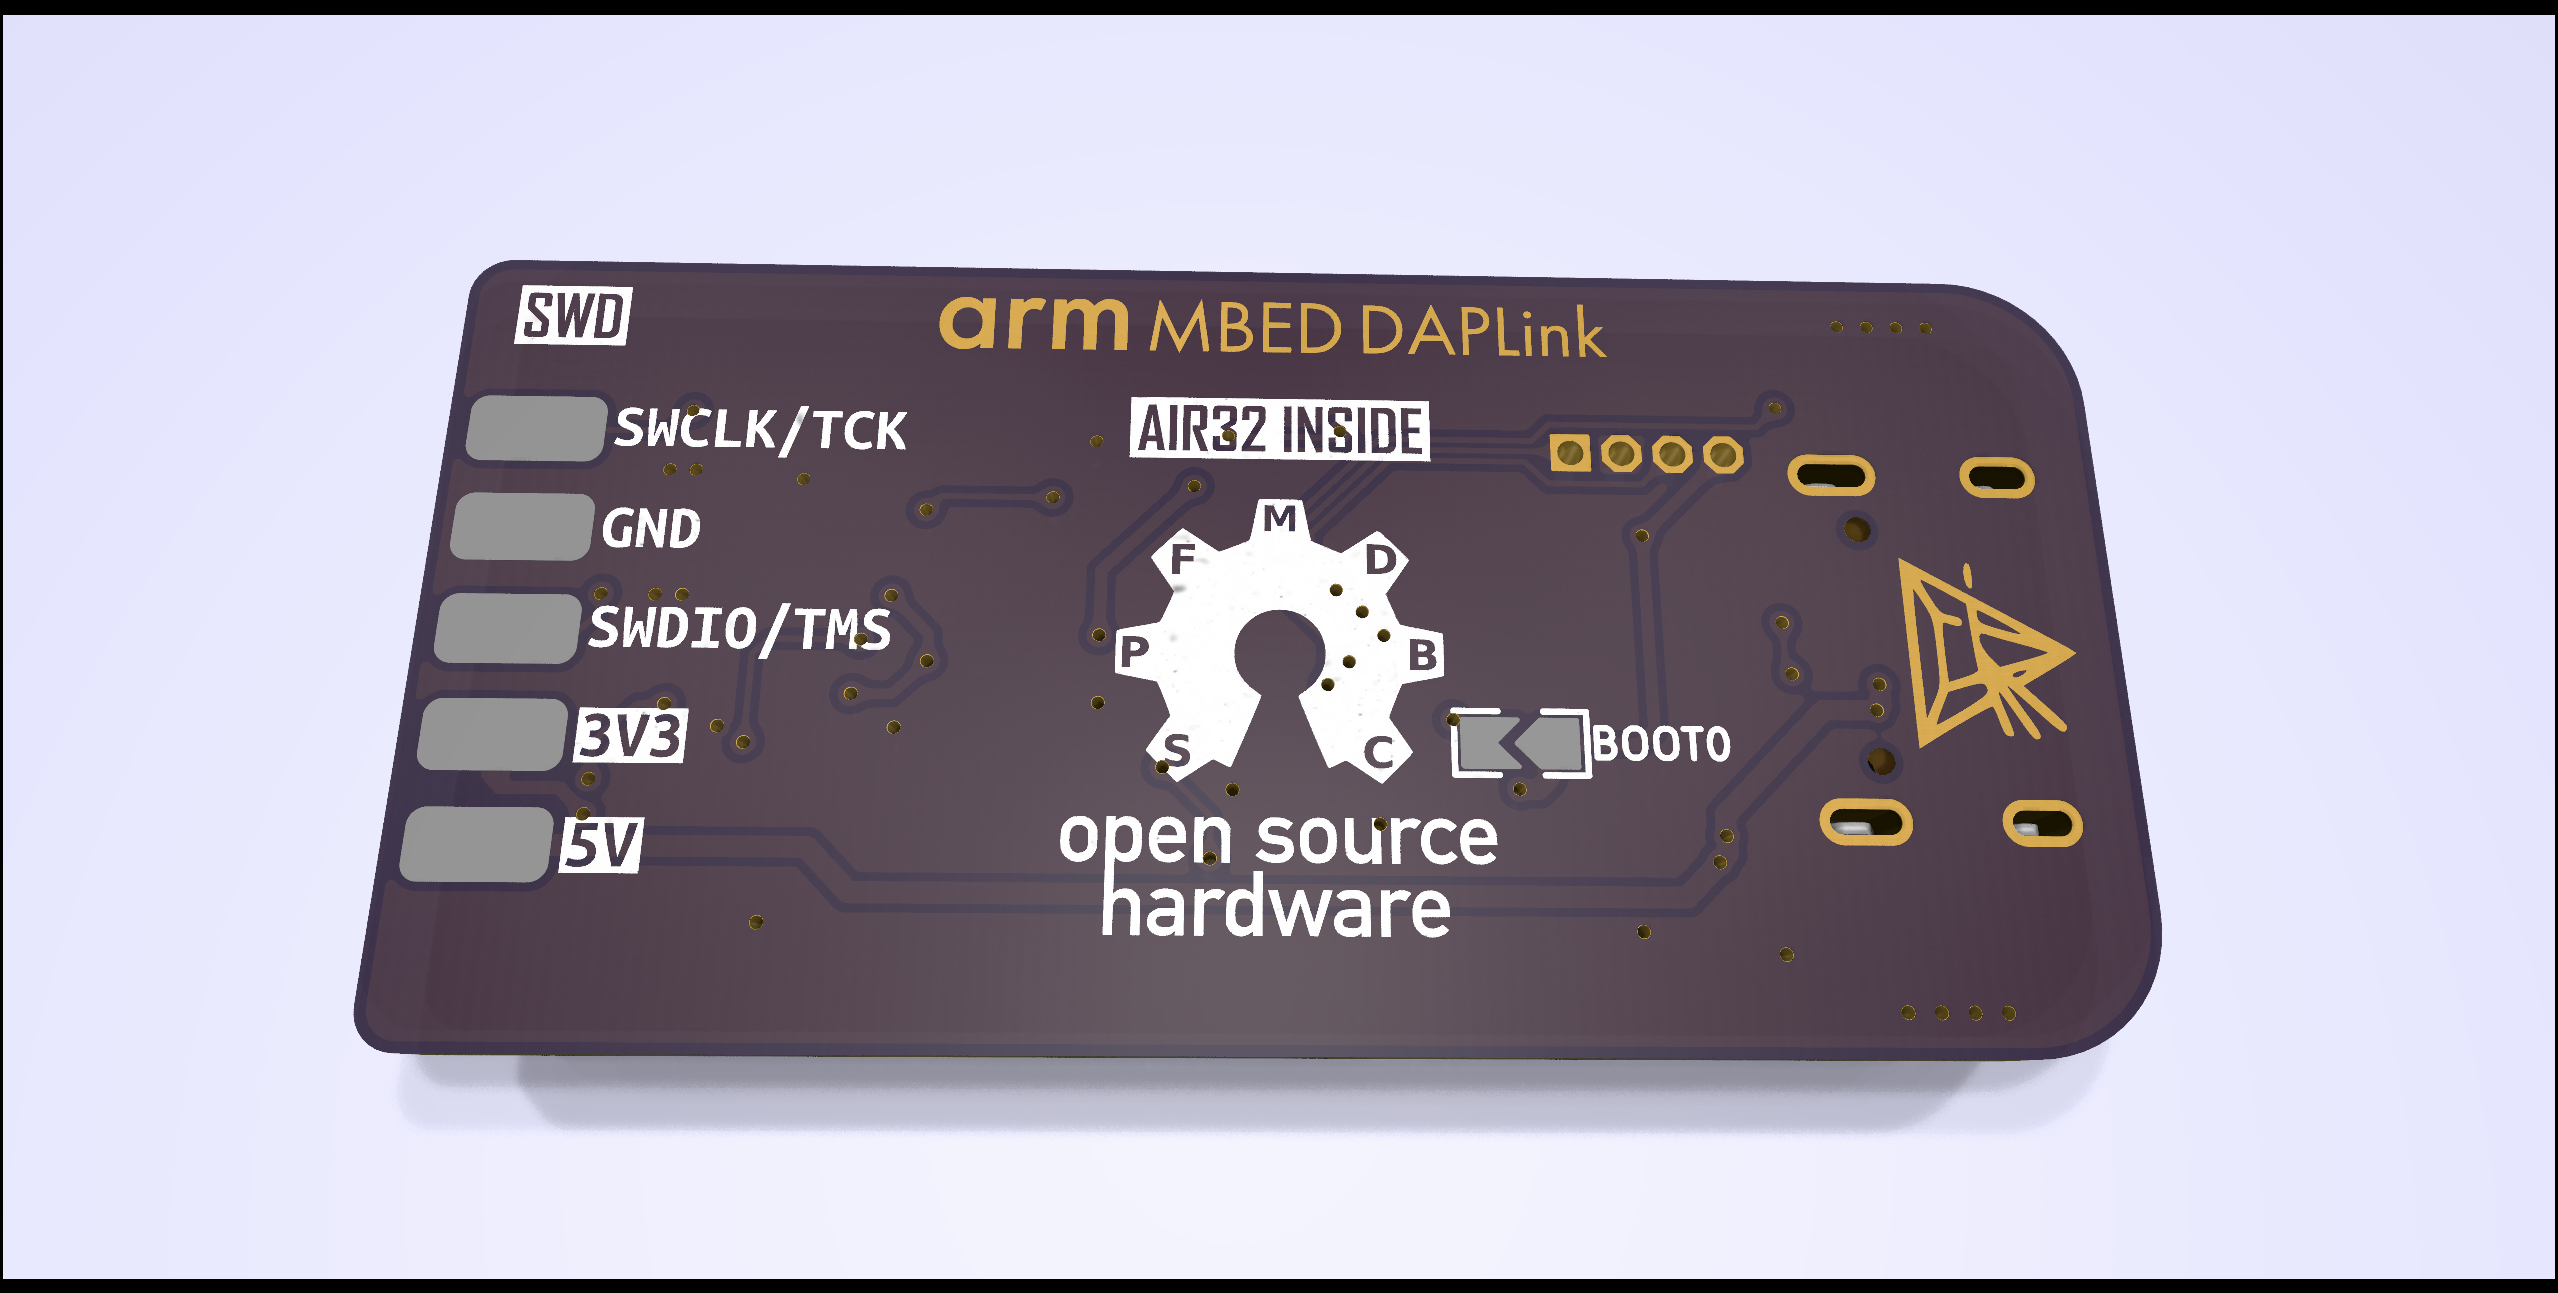 SWD
arm MBED DAPLink
SWCLK/TCK
AIR32 INSIDE
GND
M
F
D
SWDIO/TMS
P
B
3V3
S
C
BOOT0
5V
open source
hardware